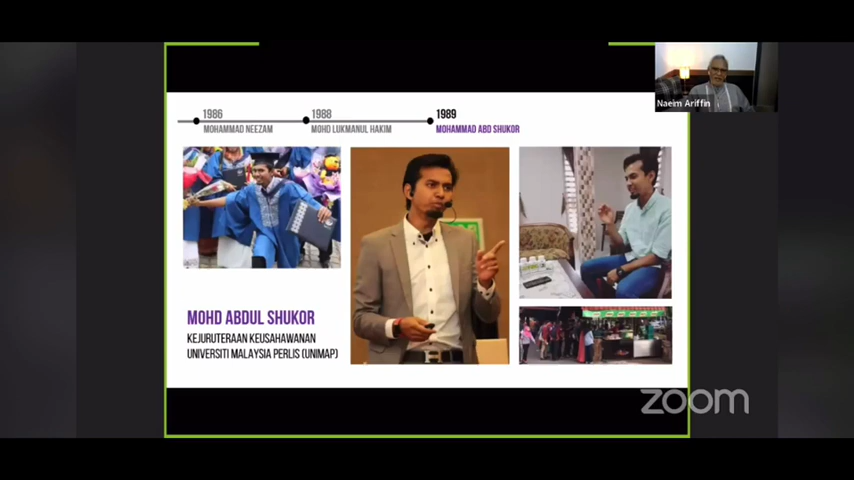 1986
MOHAMMAD NEEZAM
1988
MOHD LUKMANUL HAKIM
1989
MOHAMMAD ABD SHUKOR
Naeim Ariffin
MOHD ABDUL SHUKOR
KEJURUTERAAN KEUSAHAWANAN
UNIVERSITI MALAYSIA PERLIS (UNIMAP)
zoom